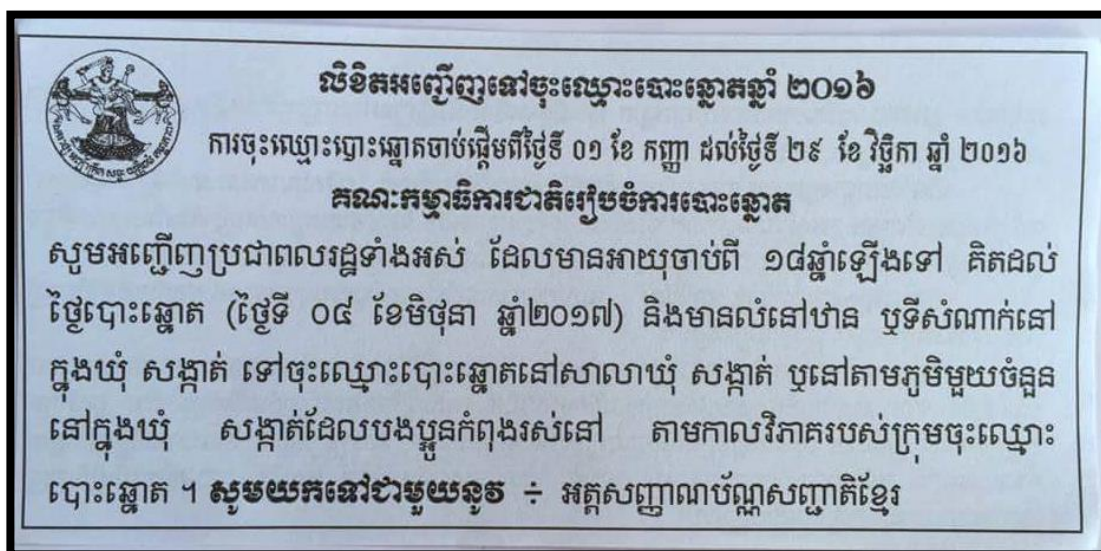 លិខិតអញ្ជើញទៅចុះឈ្មោះបោះឆ្នោតឆ្នាំ ២០១៦
ការចុះឈ្មោះបោះឆ្នោតចាប់ផ្តើមពីថ្ងៃទី ០១ ខែ កញ្ញា ដល់ថ្ងៃទី ២៩ ខែ វិច្ឆិកា ឆ្នាំ ២០១៦
គណៈកម្មាធិការជាតិរៀបចំការបោះឆ្នោត
សូមអញ្ជើញប្រជាពលរដ្ឋទាំងអស់ ដែលមានអាយុចាប់ពី ១៨ឆ្នាំឡើងទៅ គិតដល់
ថ្ងៃបោះឆ្នោត (ថ្ងៃទី ០៤ ខែមិថុនា ឆ្នាំ២០១៧) និងមានលំនៅឋាន ឬទីសំណាក់នៅ
ក្នុងឃុំ សង្កាត់ ទៅចុះឈ្មោះបោះឆ្នោតនៅសាលាឃុំ សង្កាត់ ឬនៅតាមភូមិមួយចំនួន
នៅក្នុងឃុំ សង្កាត់ដែលបងប្អូនកំពុងរស់នៅ តាមកាលវិភាគរបស់ក្រុមចុះឈ្មោះ
បោះឆ្នោត ។ សូមយកទៅជាមួយនូវ ÷ អត្តសញ្ញាណប័ណ្ណសញ្ជាតិខ្មែរ